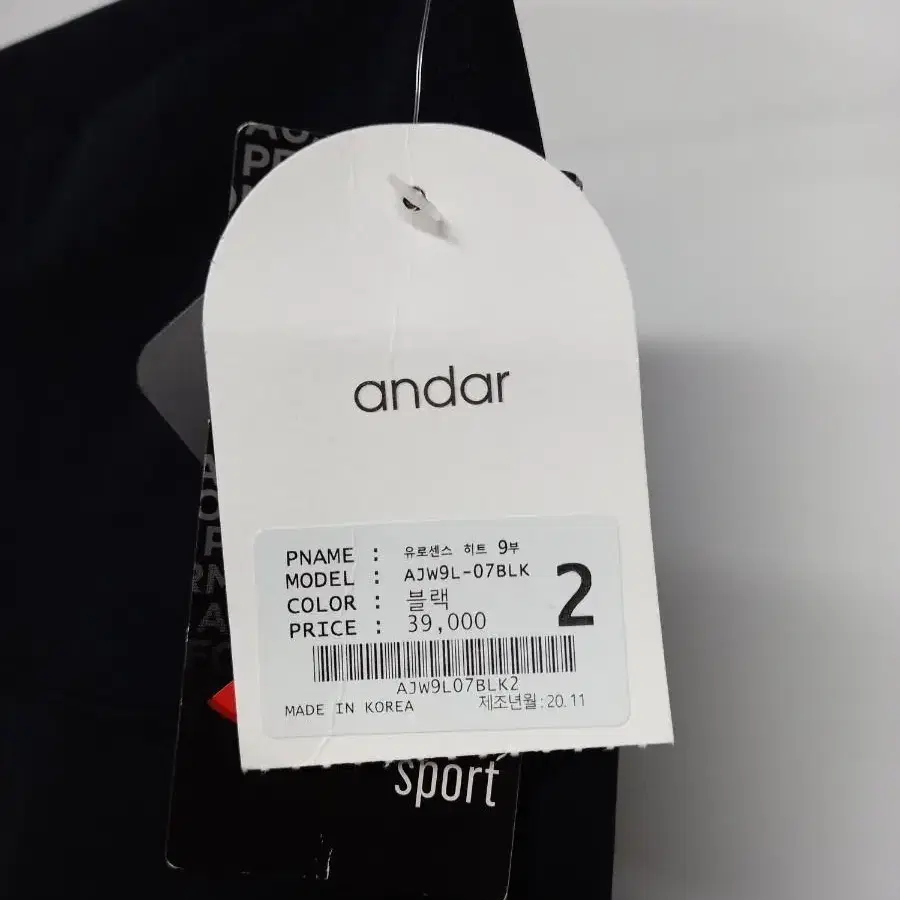 andar
PNAME : 유로센스 히트 9부
MODEL : AJW9L-07BLK
COLOR : 블랙
PRICE : 39,000
2
AJW9L07BLK2
MADE IN KOREA 제조년월:20.11
sport